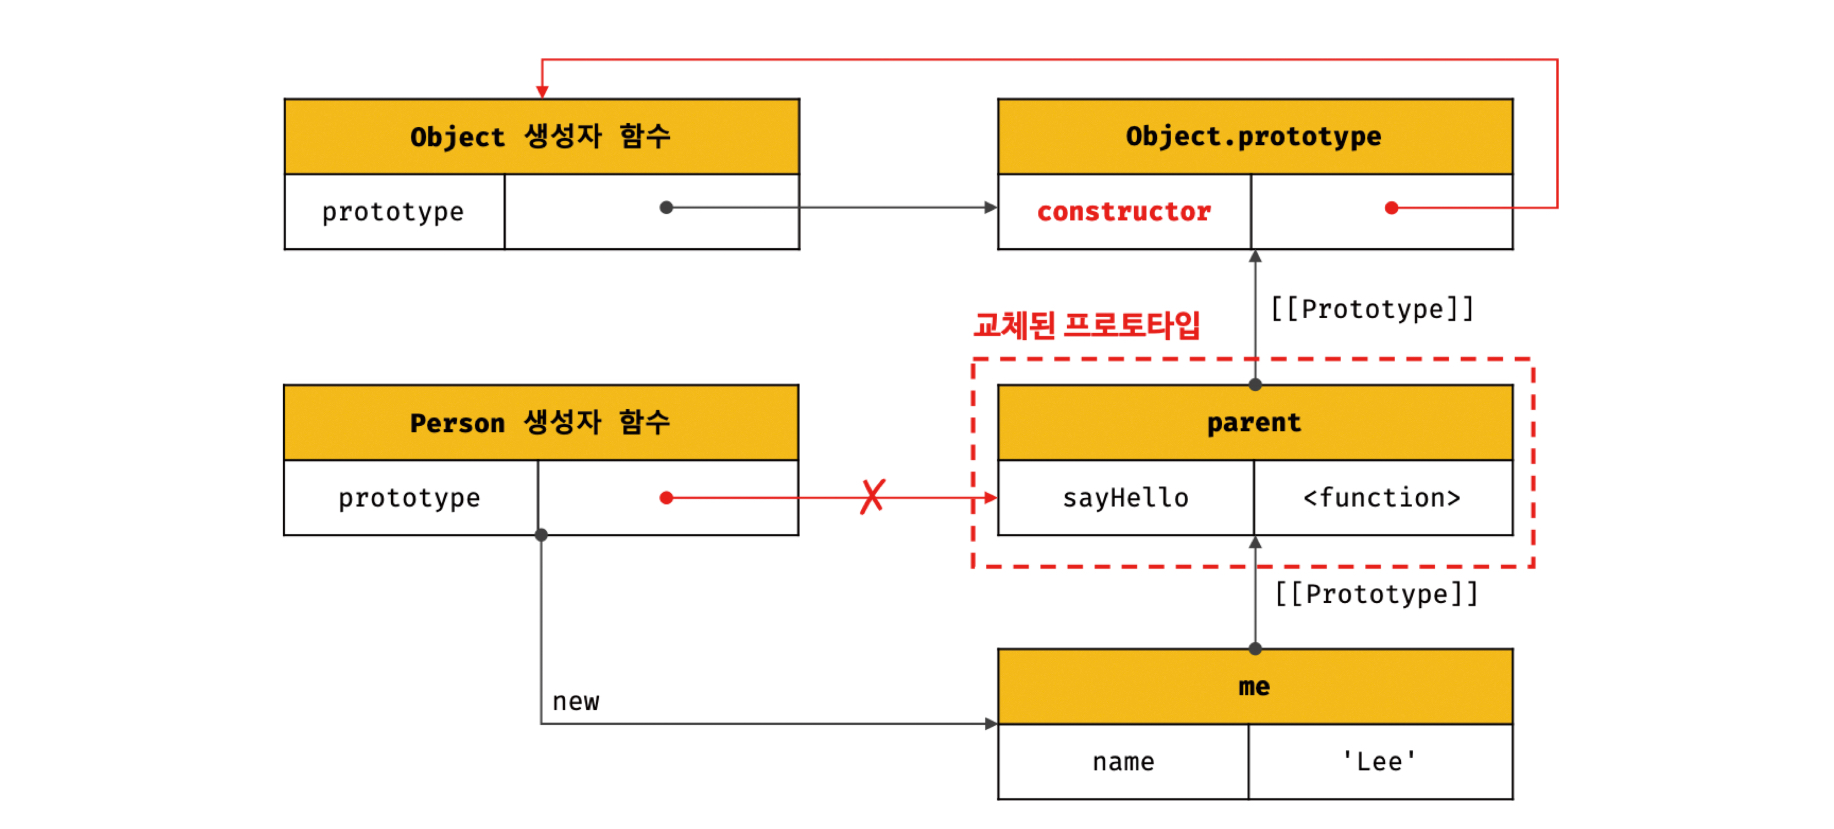 Object 생성자 함수
prototype
Object.prototype
constructor
[[Prototype]]
교체된 프로토타입
Person 생성자 함수
prototype
parent
sayHello
<function>
[[Prototype]]
new
me
name
'Lee'